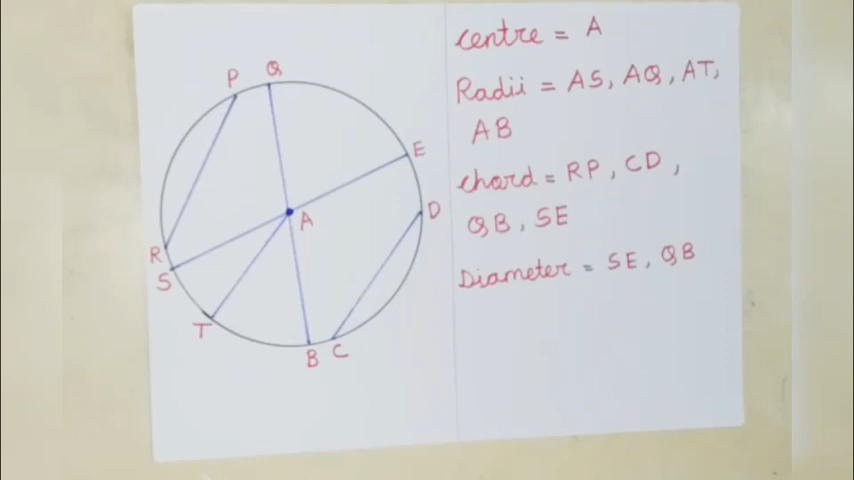 P Q
E
D
A
R
S
T
B C
centre = A
Radii = AS, AQ, AT,
AB
chord = RP, CD,
QB, SE
Diameter = SE, QB